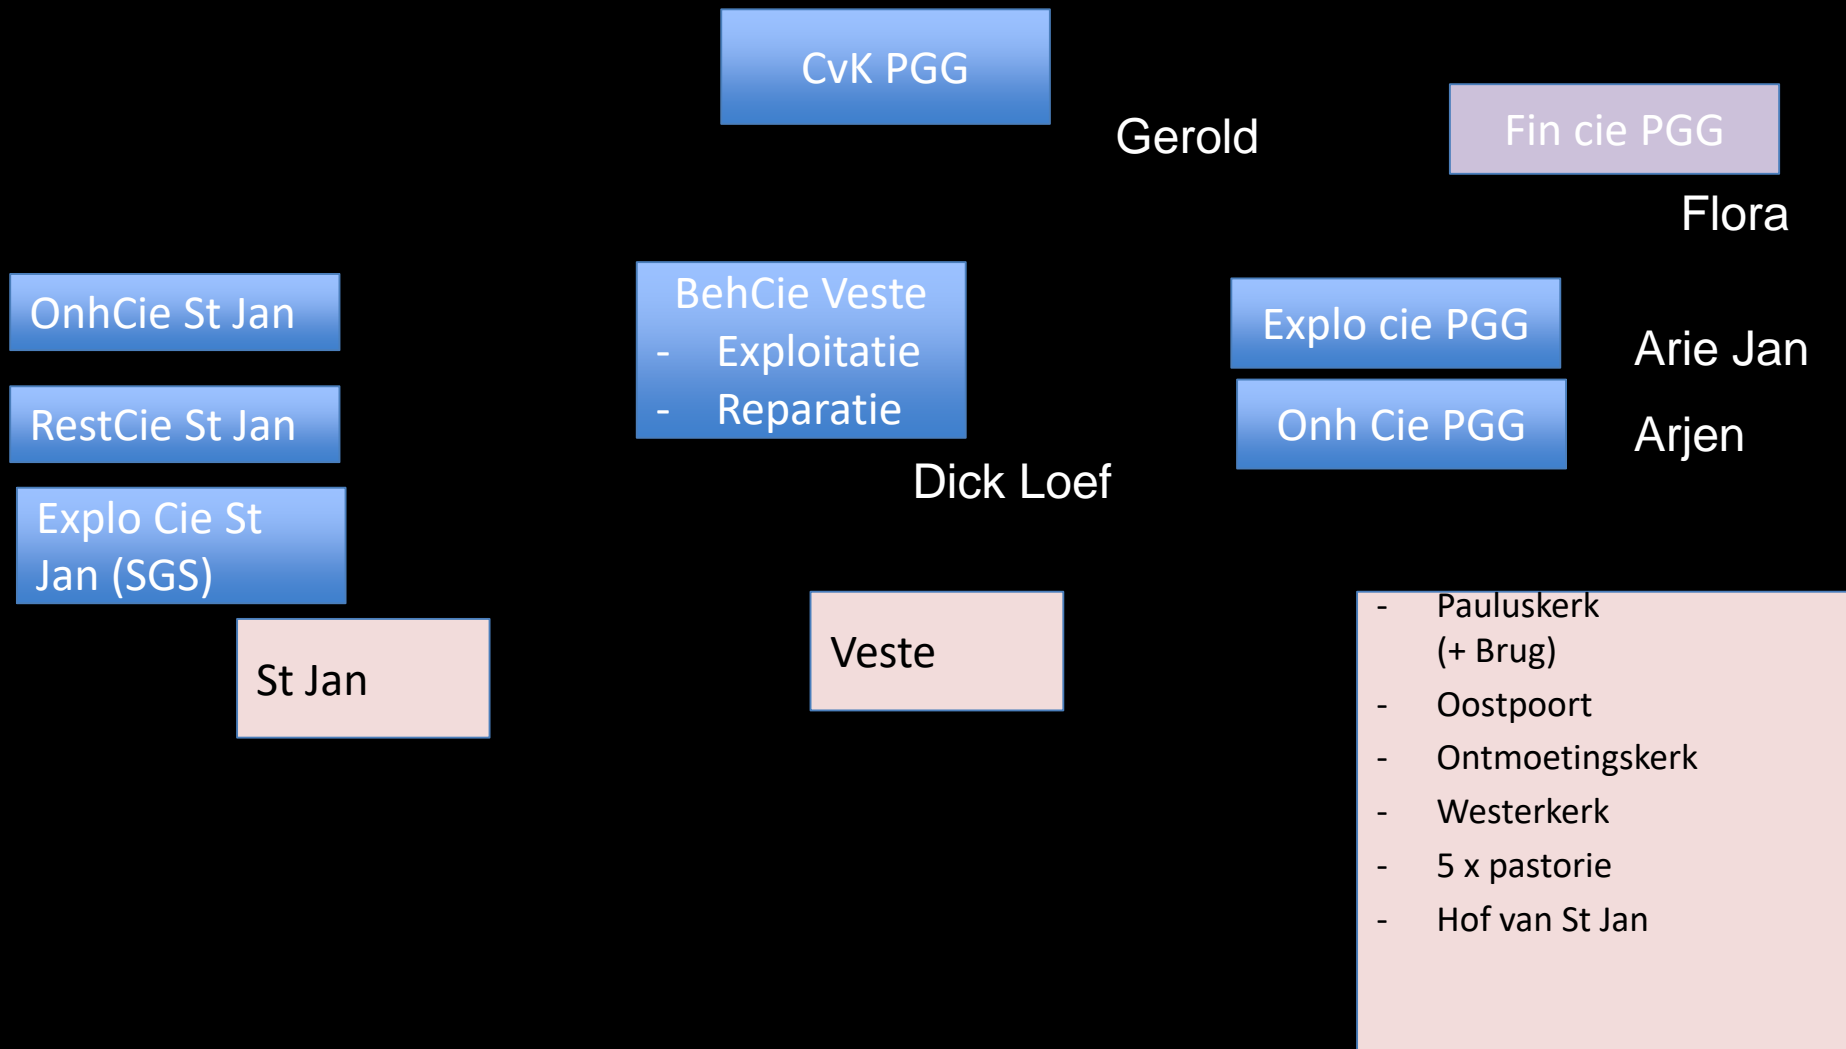 CvK PGG
Gerold
Fin cie PGG
Flora
OnhCie St Jan
RestCie St Jan
Explo Cie St
Jan (SGS)
St Jan
BehCie Veste
- Exploitatie
- Reparatie
Dick Loef
Veste
Explo cie PGG
Arie Jan
Onh Cie PGG
Arjen
- Pauluskerk
(+ Brug)
- Oostpoort
- Ontmoetingskerk
- Westerkerk
- 5 x pastorie
- Hof van St Jan